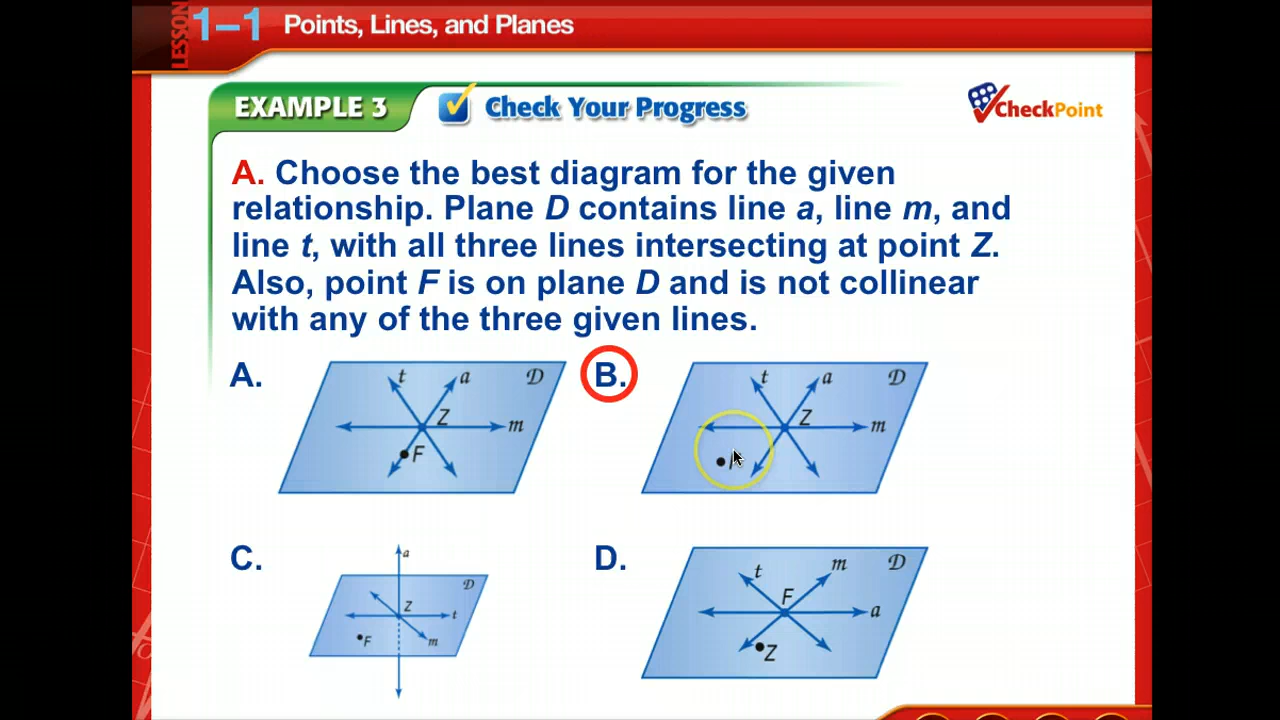 LESSON
1–1 Points, Lines, and Planes
EXAMPLE 3 Check Your Progress
CheckPoint
A. Choose the best diagram for the given
relationship. Plane D contains line a, line m, and
line t, with all three lines intersecting at point Z.
Also, point F is on plane D and is not collinear
with any of the three given lines.
A.
t a D
Z
m
F
B.
t a D
Z
m
C.
a
D
Z
t
F
m
D.
t m D
F
a
Z